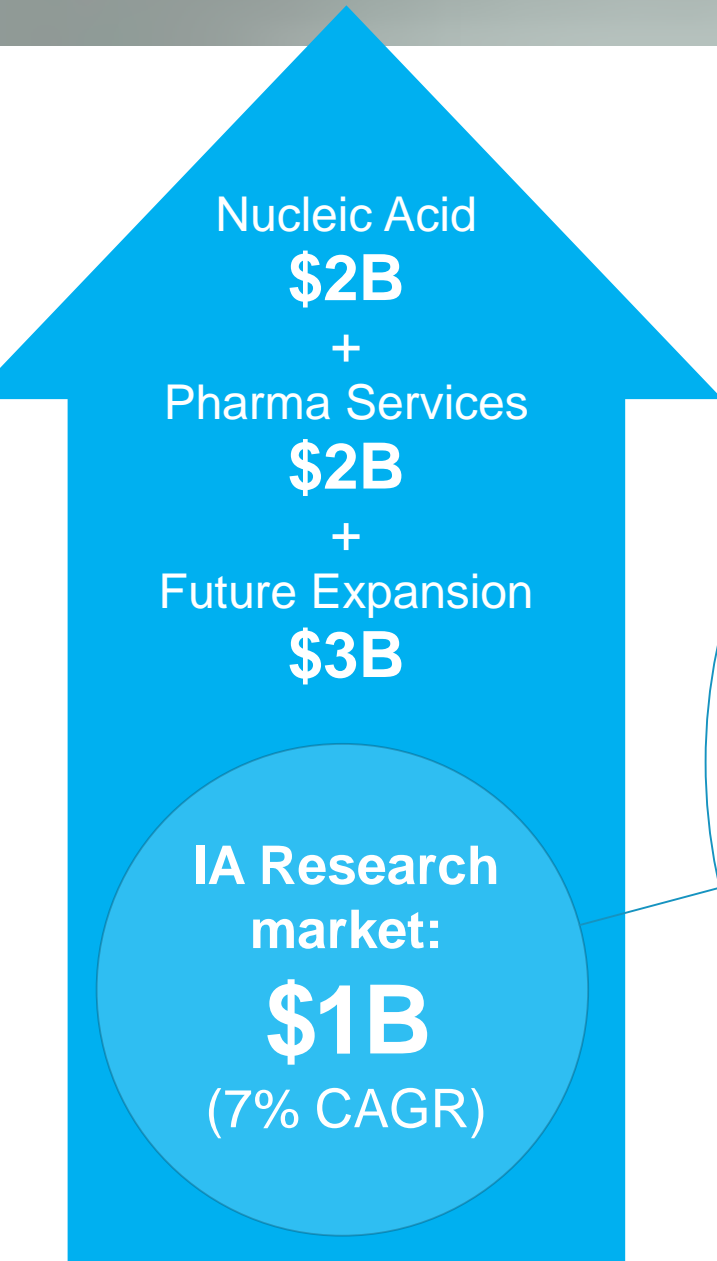 Nucleic Acid
$2B
+
Pharma Services
$2B
+
Future Expansion
$3B
IA Research
market:
$1B
(7% CAGR)